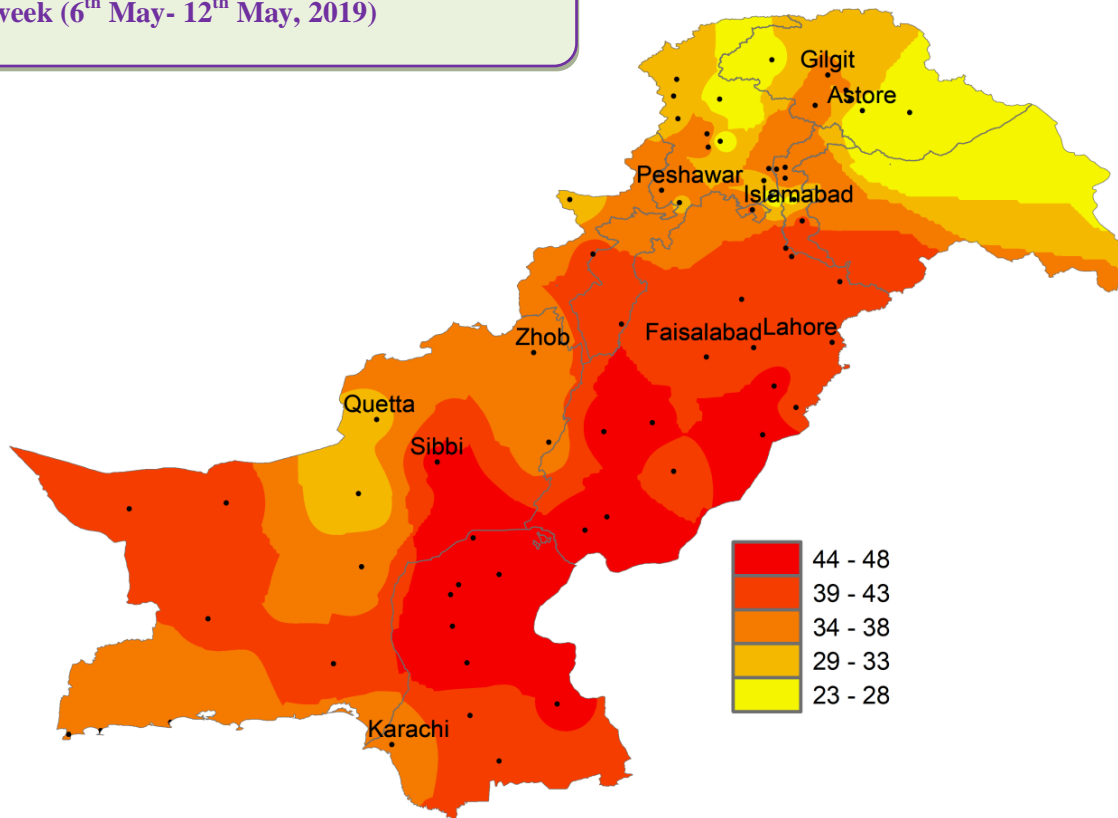 week (6th May- 12th May, 2019)
Gilgit
Astore
Peshawar
Islamabad
Zhob
Faisalabad
Lahore
Quetta
Sibbi
Karachi
44 - 48
39 - 43
34 - 38
29 - 33
23 - 28